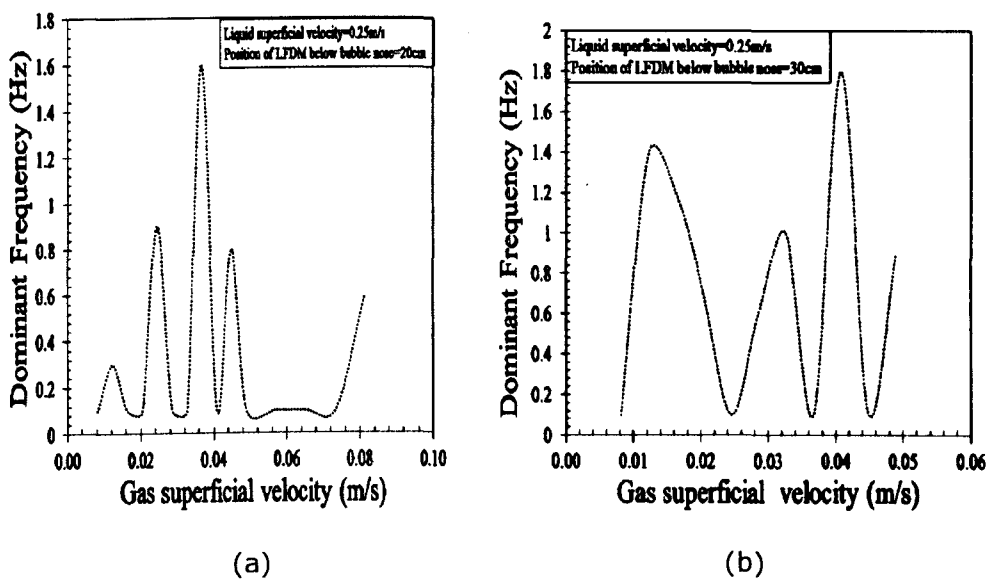 Liquid superficial velocity=0.25m/s
Position of LFDM below bubble nose=20cm
Dominant Frequency (Hz)
1.8
1.6
1.4
1.2
1
0.8
0.6
0.4
0.2
0
0.00 0.02 0.04 0.06 0.08 0.10
Gas superficial velocity (m/s)
(a)
Liquid superficial velocity=0.25m/s
Position of LFDM below bubble nose=30cm
Dominant Frequency (Hz)
2
1.8
1.6
1.4
1.2
1
0.8
0.6
0.4
0.2
0
0.00 0.01 0.02 0.03 0.04 0.05 0.06
Gas superficial velocity (m/s)
(b)